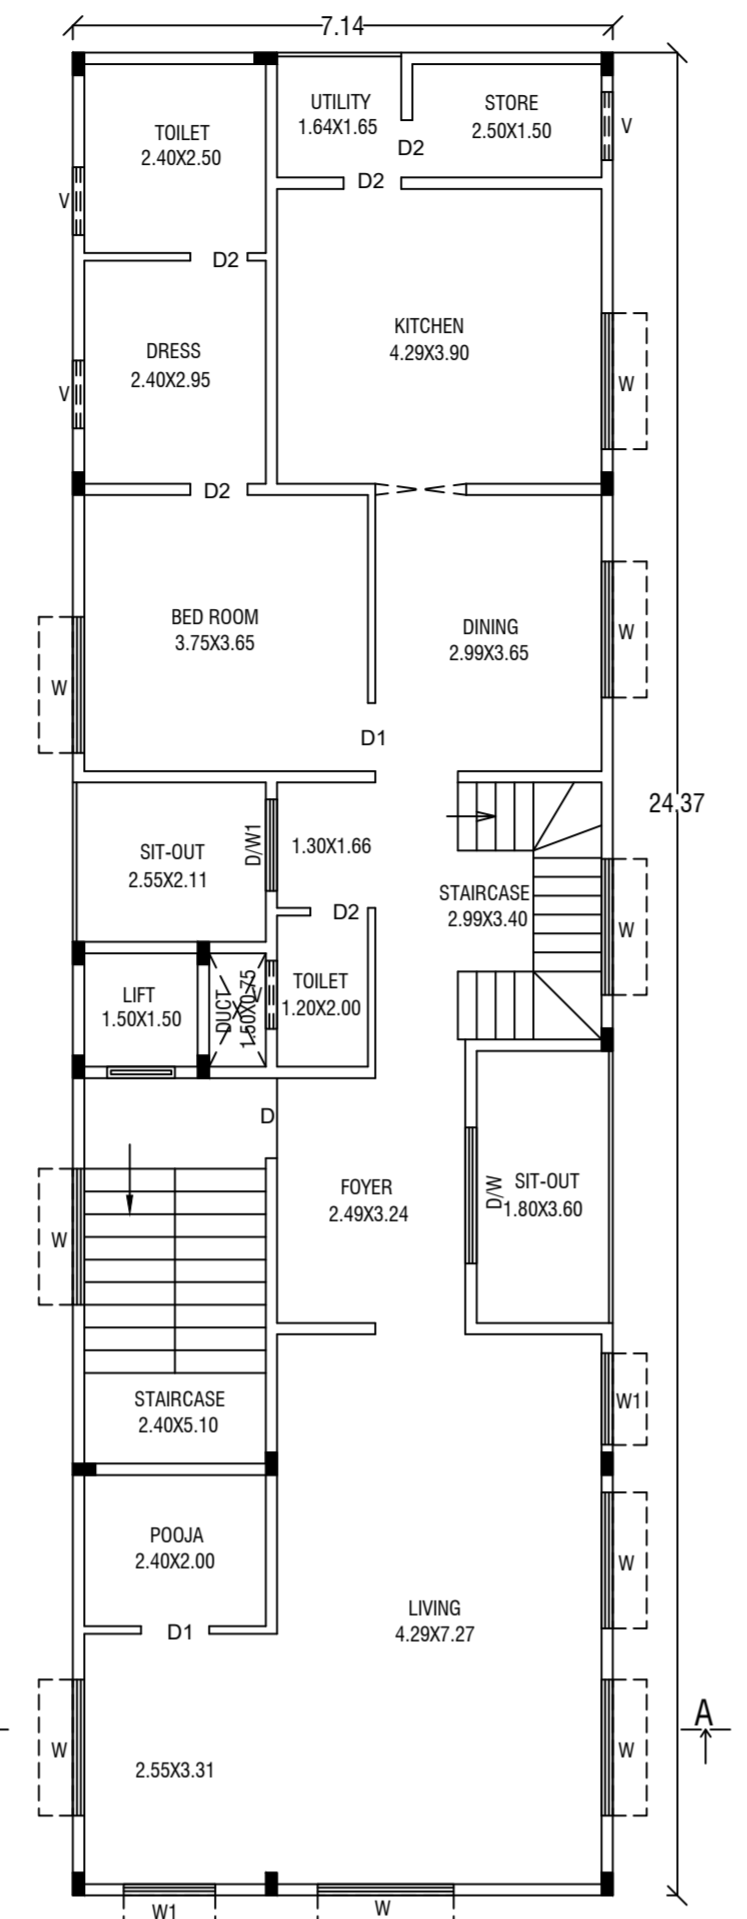 7.14
UTILITY
1.64X1.65
STORE
2.50X1.50
V
TOILET
2.40X2.50
D2
D2
V
D2
KITCHEN
4.29X3.90
DRESS
2.40X2.95
W
V
D2
BED ROOM
3.75X3.65
DINING
2.99X3.65
W
W
D1
24.37
SIT-OUT
2.55X2.11
D/W1
1.30X1.66
STAIRCASE
2.99X3.40
D2
W
LIFT
1.50X1.50
DUCT
1.50X0.75
V
TOILET
1.20X2.00
D
FOYER
2.49X3.24
D/W
SIT-OUT
1.80X3.60
W
STAIRCASE
2.40X5.10
W1
POOJA
2.40X2.00
W
LIVING
4.29X7.27
D1
A
W
2.55X3.31
W
W1
W